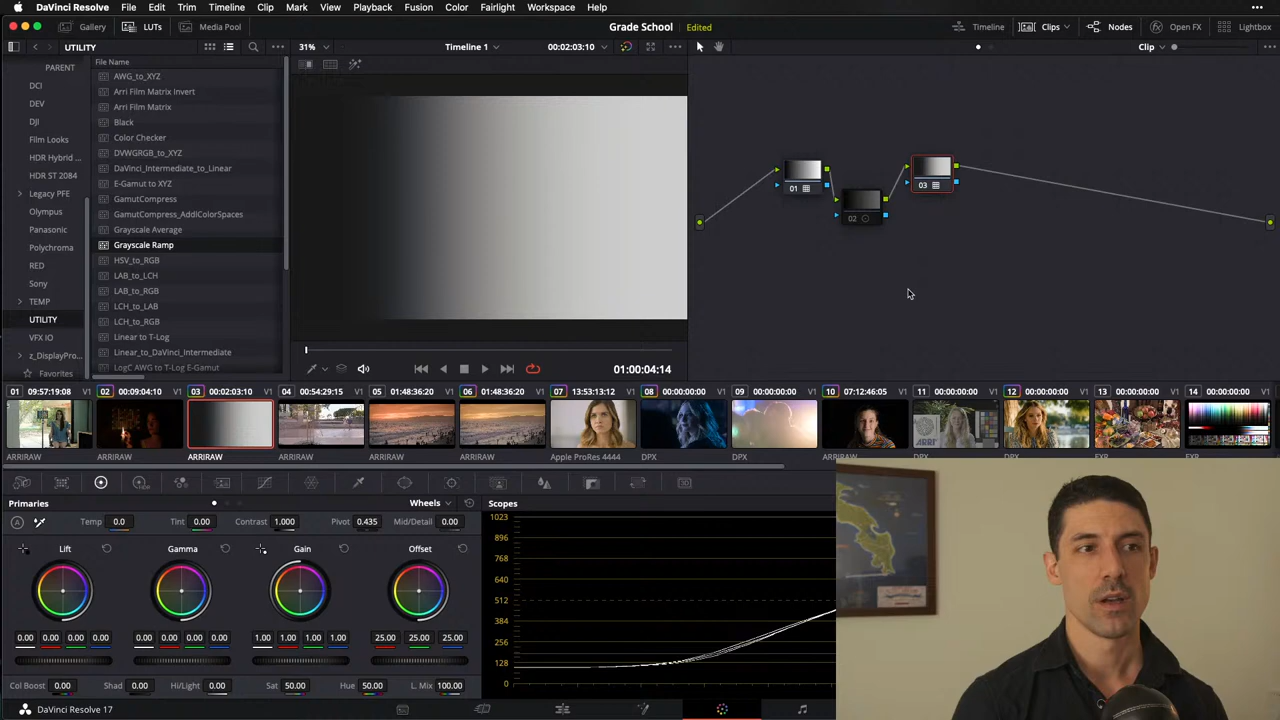 DaVinci Resolve File Edit Trim Timeline Clip Mark View Playback Fusion Color Fairlight Workspace Help
Gallery LUTs Media Pool Grade School Edited Timeline Clips Nodes Open FX Lightbox
UTILITY 31% Timeline 1 00:02:03:10 Clip
PARENT
DCI
DEV
DJI
Film Looks
HDR Hybrid ...
HDR ST 2084
Legacy PFE
Olympus
Panasonic
Polychroma
RED
Sony
TEMP
UTILITY
VFX IO
z_DisplayPro...
Favorites
File Name
AWG_to_XYZ
Arri Film Matrix Invert
Arri Film Matrix
Black
Color Checker
DVWGRGB_to_XYZ
DaVinci_Intermediate_to_Linear
E-Gamut to XYZ
GamutCompress
GamutCompress_AddlColorSpaces
Grayscale Average
Grayscale Ramp
HSV_to_RGB
LAB_to_LCH
LAB_to_RGB
LCH_to_LAB
LCH_to_RGB
Linear to T-Log
Linear_to_DaVinci_Intermediate
LogC AWG to T-Log E-Gamut
01:00:04:14
01
02
03
01 09:57:19:08 V1 02 00:09:04:10 V1 03 00:02:03:10 V1 04 00:54:29:15 V1 05 01:48:36:20 V1 06 01:48:36:20 V1 07 13:53:13:12 V1 08 00:00:00:00 V1 09 00:00:00:00 V1 10 07:12:46:05 V1 11 00:00:00:00 V1 12 00:00:00:00 V1 13 00:00:00:00 V1 14 00:00:00:00 V1
ARRIRAW ARRIRAW ARRIRAW ARRIRAW ARRIRAW ARRIRAW Apple ProRes 4444 DPX DPX ARRIRAW DPX DPX EXR EXR
Primaries Wheels Scopes
Temp 0.0 Tint 0.00 Contrast 1.000 Pivot 0.435 Mid/Detail 0.00
Lift Gamma Gain Offset
0.00 0.00 0.00 0.00 0.00 0.00 0.00 0.00 1.00 1.00 1.00 1.00 25.00 25.00 25.00
Col Boost 0.00 Shad 0.00 Hi/Light 0.00 Sat 50.00 Hue 50.00 L. Mix 100.00
1023
896
768
640
512
384
256
128
0
DaVinci Resolve 17